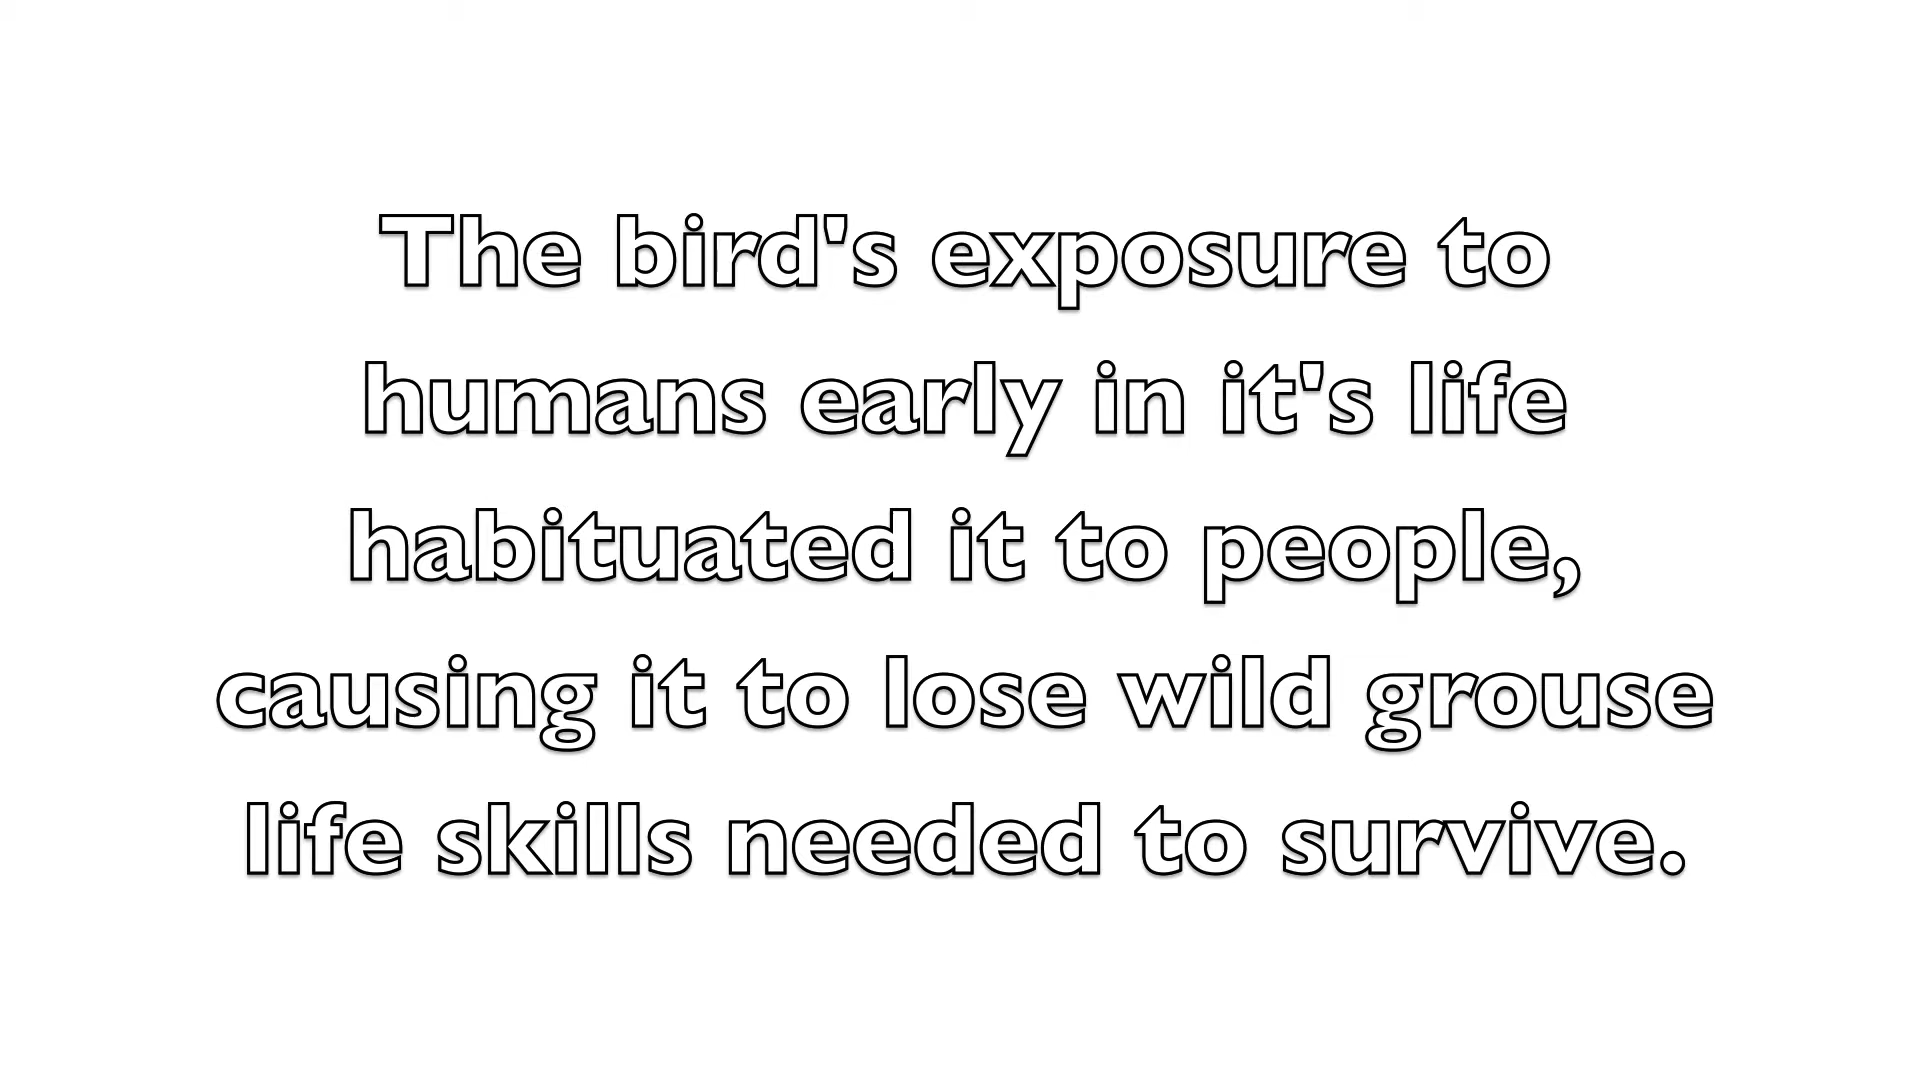 The bird's exposure to
humans early in it's life
habituated it to people,
causing it to lose wild grouse
life skills needed to survive.